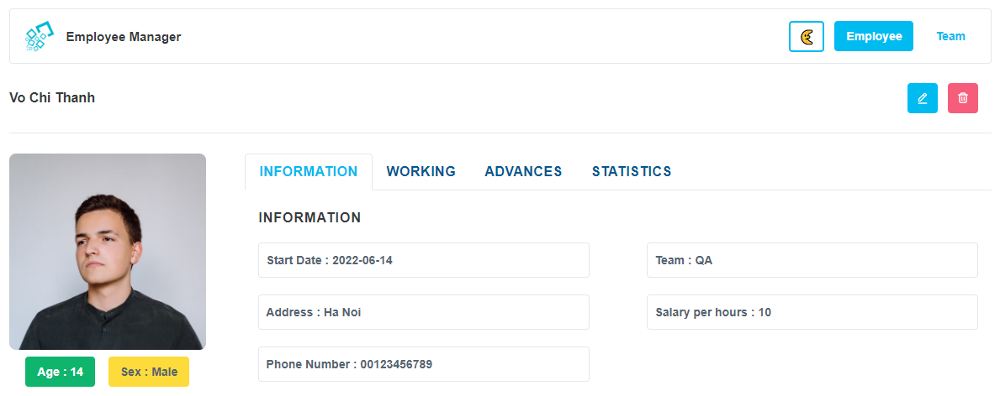 Employee Manager
Employee
Team
Vo Chi Thanh
INFORMATION
WORKING
ADVANCES
STATISTICS
INFORMATION
Start Date : 2022-06-14
Team : QA
Address : Ha Noi
Salary per hours : 10
Phone Number : 00123456789
Age : 14
Sex : Male